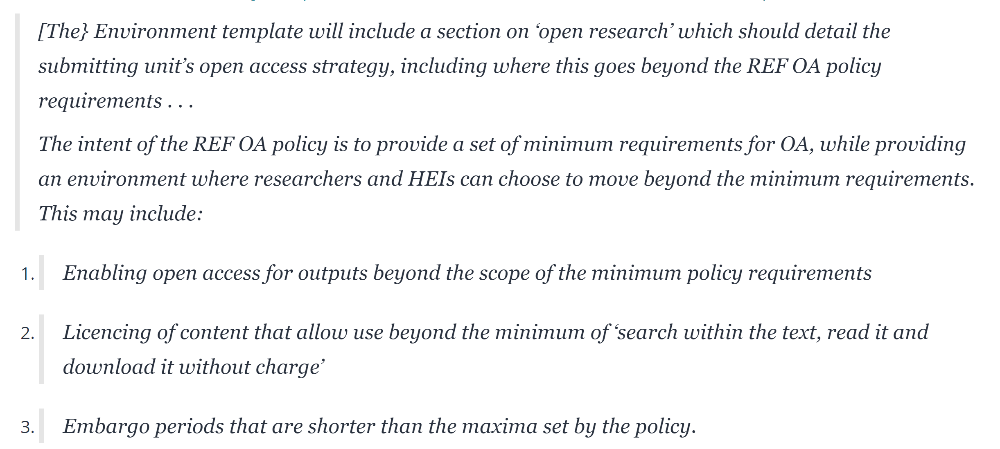 [The} Environment template will include a section on ‘open research’ which should detail the
submitting unit’s open access strategy, including where this goes beyond the REF OA policy
requirements . . .
The intent of the REF OA policy is to provide a set of minimum requirements for OA, while providing
an environment where researchers and HEIs can choose to move beyond the minimum requirements.
This may include:
1. Enabling open access for outputs beyond the scope of the minimum policy requirements
2. Licencing of content that allow use beyond the minimum of ‘search within the text, read it and
download it without charge’
3. Embargo periods that are shorter than the maxima set by the policy.